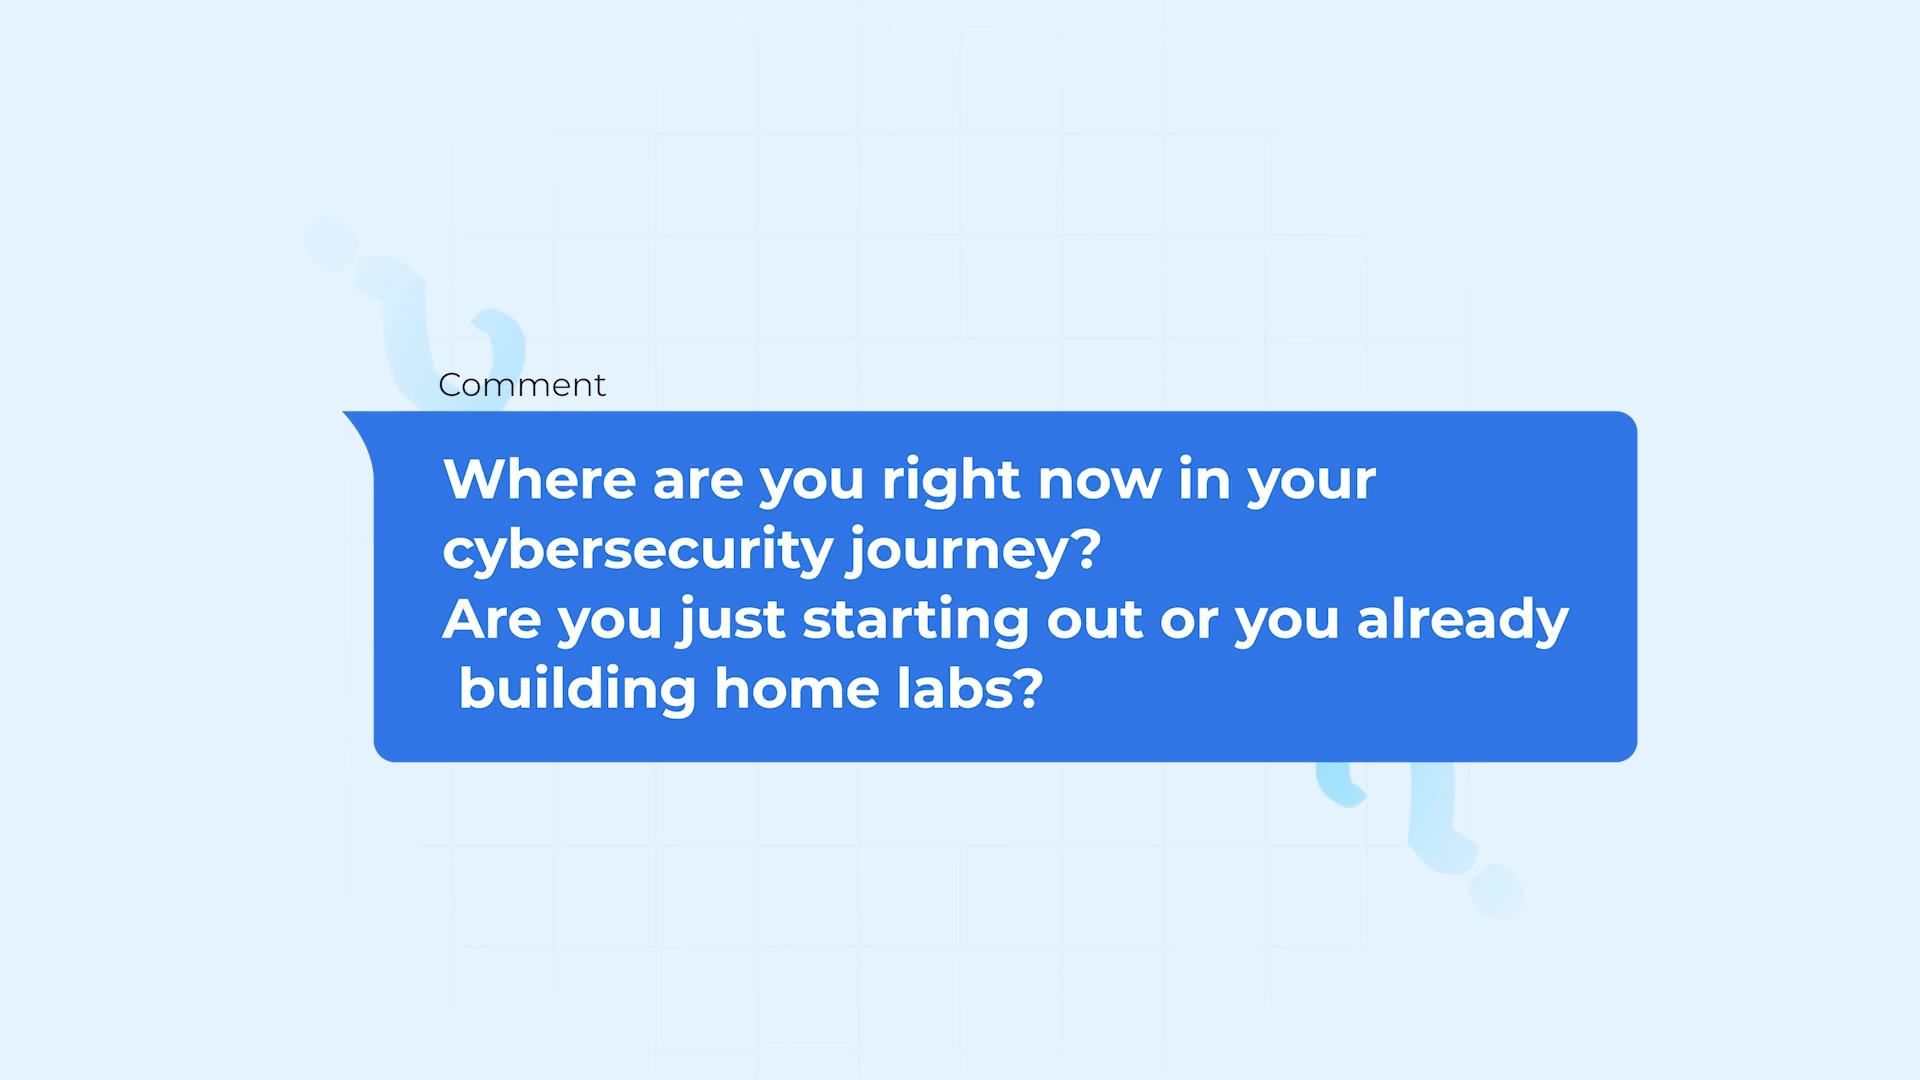 Comment
Where are you right now in your
cybersecurity journey?
Are you just starting out or you already
building home labs?